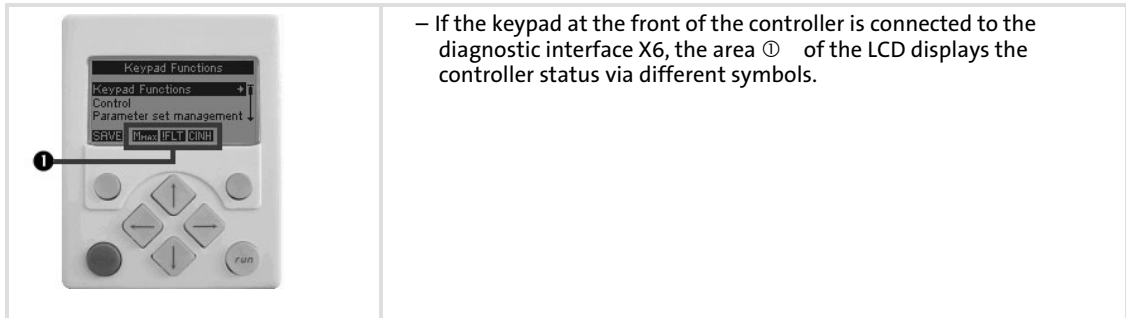 Keypad Functions
Keypad Functions
Control
Parameter set management
SAVE MMAX IFLT CINH
1
run
– If the keypad at the front of the controller is connected to the
diagnostic interface X6, the area ① of the LCD displays the
controller status via different symbols.